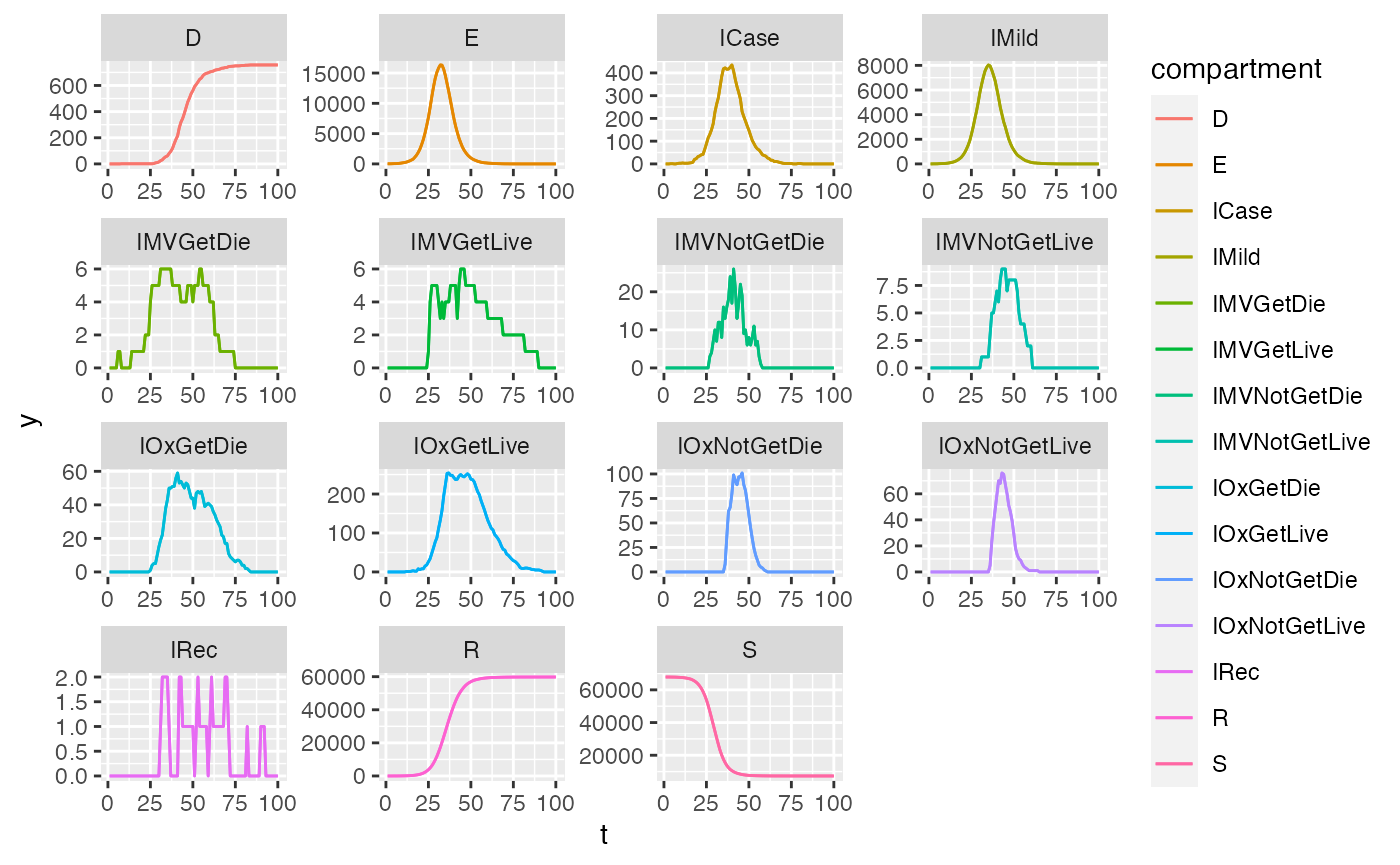 D E ICase IMild
600
400
200
0
15000
10000
5000
0
400
300
200
100
0
8000
6000
4000
2000
0
0 25 50 75 100 0 25 50 75 100 0 25 50 75 100 0 25 50 75 100
IMVGetDie IMVGetLive IMVNotGetDie IMVNotGetLive
6
4
2
0
6
4
2
0
20
10
0
7.5
5.0
2.5
0.0
0 25 50 75 100 0 25 50 75 100 0 25 50 75 100 0 25 50 75 100
IOxGetDie IOxGetLive IOxNotGetDie IOxNotGetLive
60
40
20
0
200
100
0
100
75
50
25
0
60
40
20
0
0 25 50 75 100 0 25 50 75 100 0 25 50 75 100 0 25 50 75 100
IRec R S
2.0
1.5
1.0
0.5
0.0
60000
40000
20000
0
60000
40000
20000
0 25 50 75 100 0 25 50 75 100 0 25 50 75 100
y
t
compartment
D
E
ICase
IMild
IMVGetDie
IMVGetLive
IMVNotGetDie
IMVNotGetLive
IOxGetDie
IOxGetLive
IOxNotGetDie
IOxNotGetLive
IRec
R
S